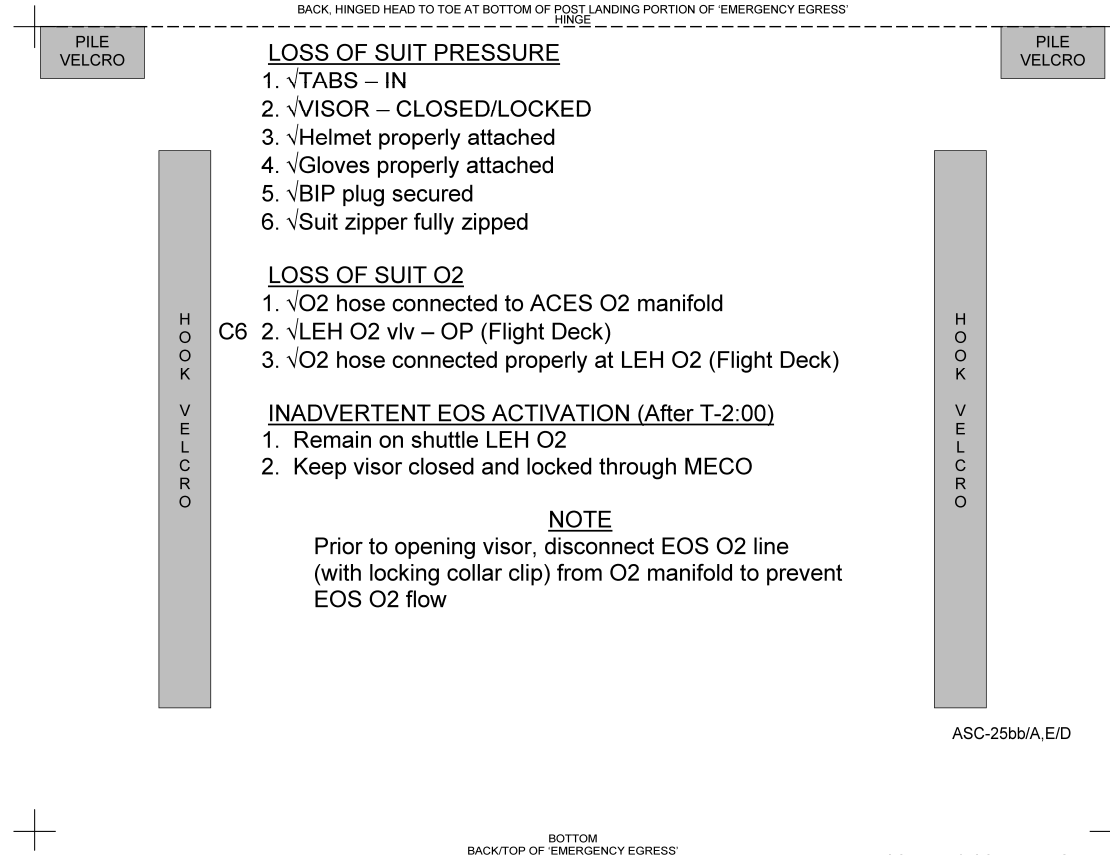 BACK, HINGED HEAD TO TOE AT BOTTOM OF POST LANDING PORTION OF ‘EMERGENCY EGRESS’
HINGE
PILE
VELCRO
PILE
VELCRO
LOSS OF SUIT PRESSURE
1. √TABS – IN
2. √VISOR – CLOSED/LOCKED
3. √Helmet properly attached
4. √Gloves properly attached
5. √BIP plug secured
6. √Suit zipper fully zipped
LOSS OF SUIT O2
1. √O2 hose connected to ACES O2 manifold
C6 2. √LEH O2 vlv – OP (Flight Deck)
3. √O2 hose connected properly at LEH O2 (Flight Deck)
INADVERTENT EOS ACTIVATION (After T-2:00)
1. Remain on shuttle LEH O2
2. Keep visor closed and locked through MECO
NOTE
Prior to opening visor, disconnect EOS O2 line
(with locking collar clip) from O2 manifold to prevent
EOS O2 flow
HOOK VELCRO
HOOK VELCRO
ASC-25bb/A,E/D
BOTTOM
BACK/TOP OF ‘EMERGENCY EGRESS’